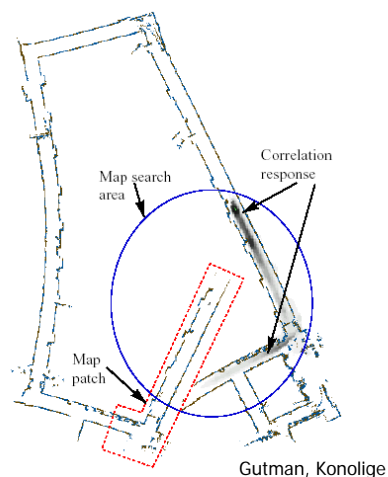 Correlation
response
Map search
area
Map
patch
Gutman, Konolige